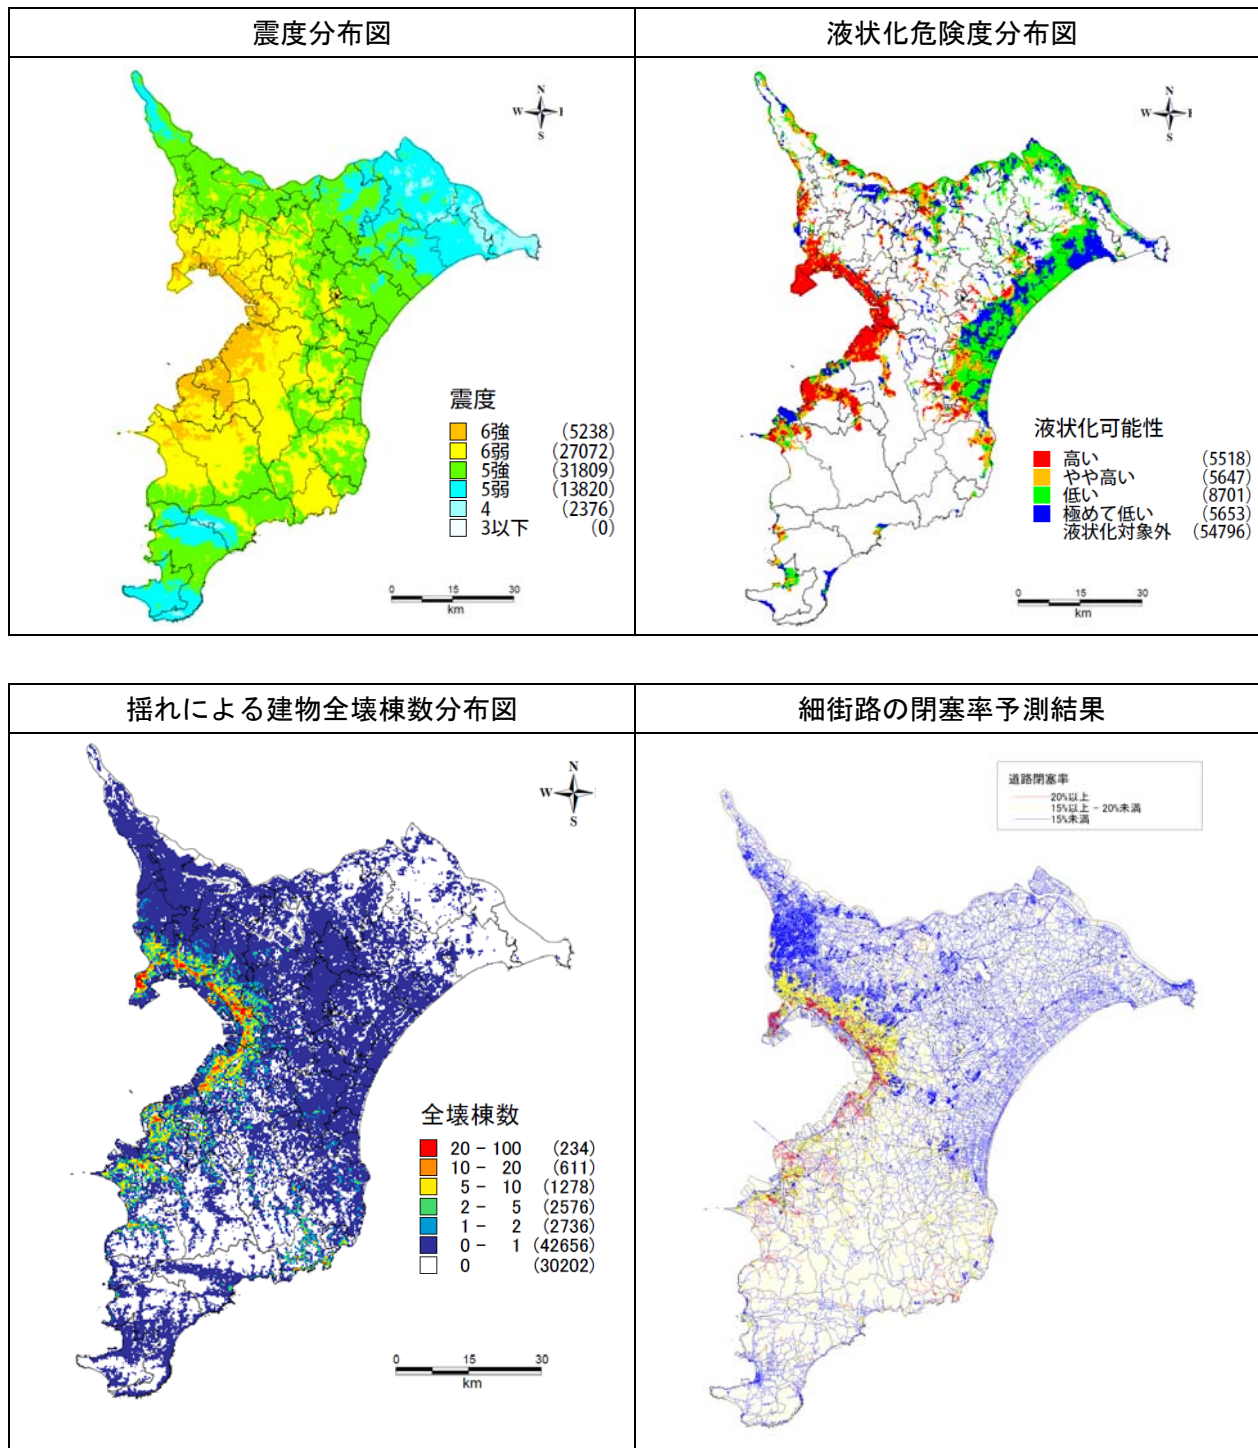 震度分布図
液状化危険度分布図
N
W
S
震度
6強 (5238)
6弱 (27072)
5強 (31809)
5弱 (13820)
4 (2376)
3以下 (0)
0 15 30
km
N
W
S
液状化可能性
高い (5518)
やや高い (5647)
低い (8701)
極めて低い (5653)
液状化対象外 (54796)
0 15 30
km
揺れによる建物全壊棟数分布図
細街路の閉塞率予測結果
N
W
S
全壊棟数
20 - 100 (234)
10 - 20 (611)
5 - 10 (1278)
2 - 5 (2576)
1 - 2 (2736)
0 - 1 (42656)
0 (30202)
0 15 30
km
道路閉塞率
20%以上
15%以上 - 20%未満
15%未満